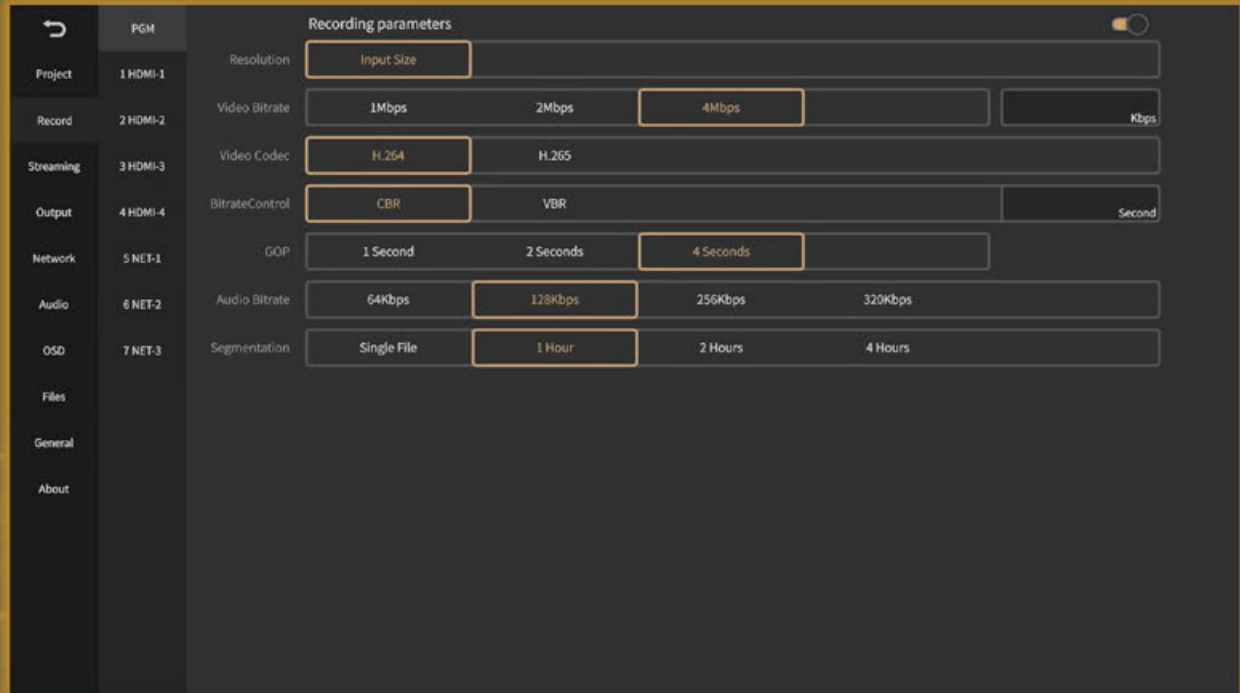 Project
Record
Streaming
Output
Network
Audio
OSD
Files
General
About
PGM
1 HDMI-1
2 HDMI-2
3 HDMI-3
4 HDMI-4
5 NET-1
6 NET-2
7 NET-3
Recording parameters
Resolution Input Size
Video Bitrate 1Mbps 2Mbps 4Mbps Kbps
Video Codec H.264 H.265
BitrateControl CBR VBR Second
GOP 1 Second 2 Seconds 4 Seconds
Audio Bitrate 64Kbps 128Kbps 256Kbps 320Kbps
Segmentation Single File 1 Hour 2 Hours 4 Hours